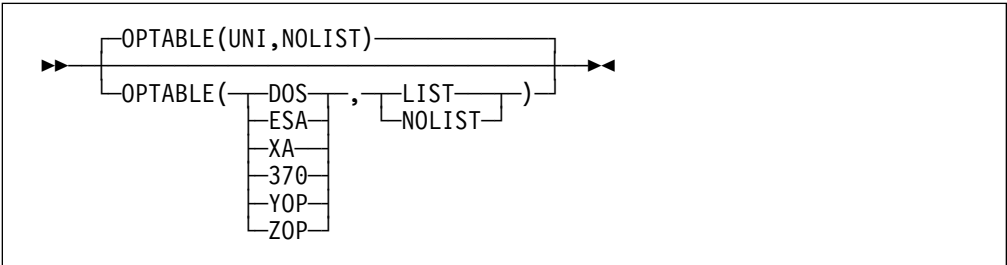 OPTABLE(UNI,NOLIST)
OPTABLE( DOS , LIST )
ESA NOLIST
XA
370
YOP
ZOP